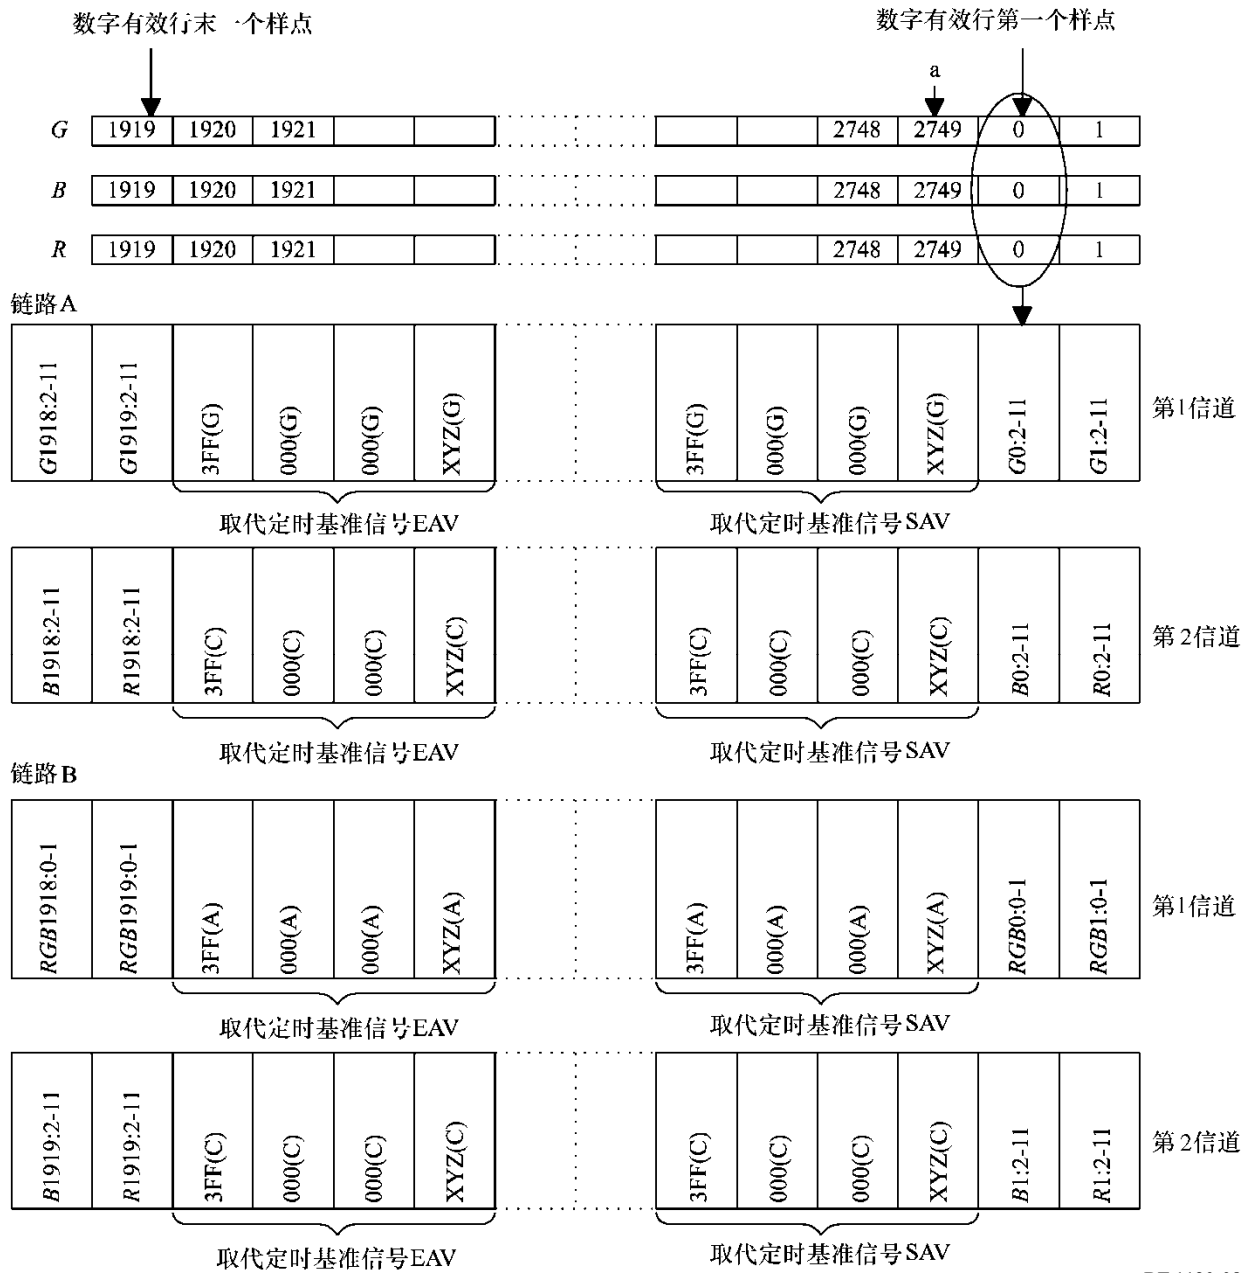 数字有效行末一个样点 数字有效行第一个样点
a
G 1919 1920 1921 2748 2749 0 1
B 1919 1920 1921 2748 2749 0 1
R 1919 1920 1921 2748 2749 0 1
链路A
G1918:2-11 G1919:2-11 3FF(G) 000(G) 000(G) XYZ(G) 3FF(G) 000(G) 000(G) XYZ(G) G0:2-11 G1:2-11 第1信道
取代定时基准信号EAV 取代定时基准信号SAV
B1918:2-11 R1918:2-11 3FF(C) 000(C) 000(C) XYZ(C) 3FF(C) 000(C) 000(C) XYZ(C) B0:2-11 R0:2-11 第2信道
取代定时基准信号EAV 取代定时基准信号SAV
链路B
RGB1918:0-1 RGB1919:0-1 3FF(A) 000(A) 000(A) XYZ(A) 3FF(A) 000(A) 000(A) XYZ(A) RGB0:0-1 RGB1:0-1 第1信道
取代定时基准信号EAV 取代定时基准信号SAV
B1919:2-11 R1919:2-11 3FF(C) 000(C) 000(C) XYZ(C) 3FF(C) 000(C) 000(C) XYZ(C) B1:2-11 R1:2-11 第2信道
取代定时基准信号EAV 取代定时基准信号SAV